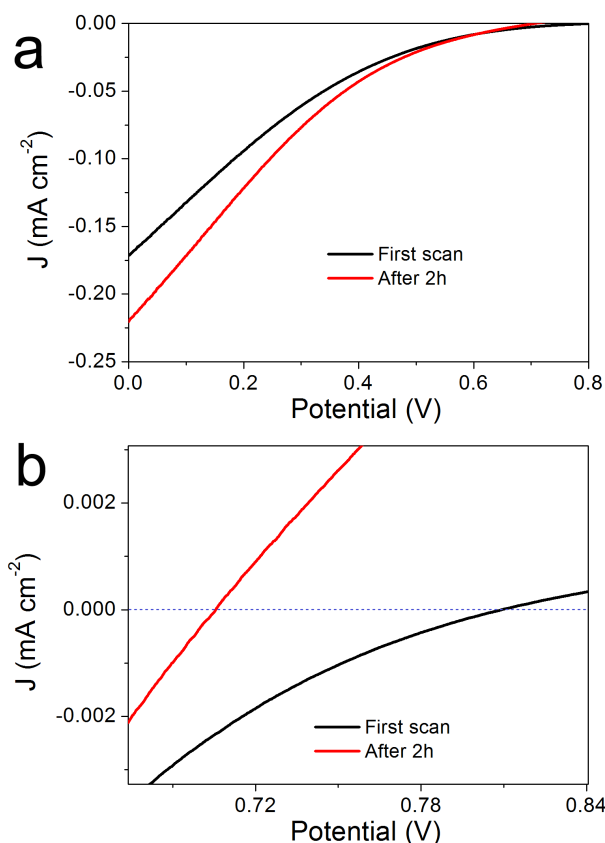 a
0.00
-0.05
-0.10
-0.15
-0.20
-0.25
J (mA cm-2)
First scan
After 2h
0.0 0.2 0.4 0.6 0.8
Potential (V)
b
0.002
0.000
-0.002
J (mA cm-2)
First scan
After 2h
0.72 0.78 0.84
Potential (V)